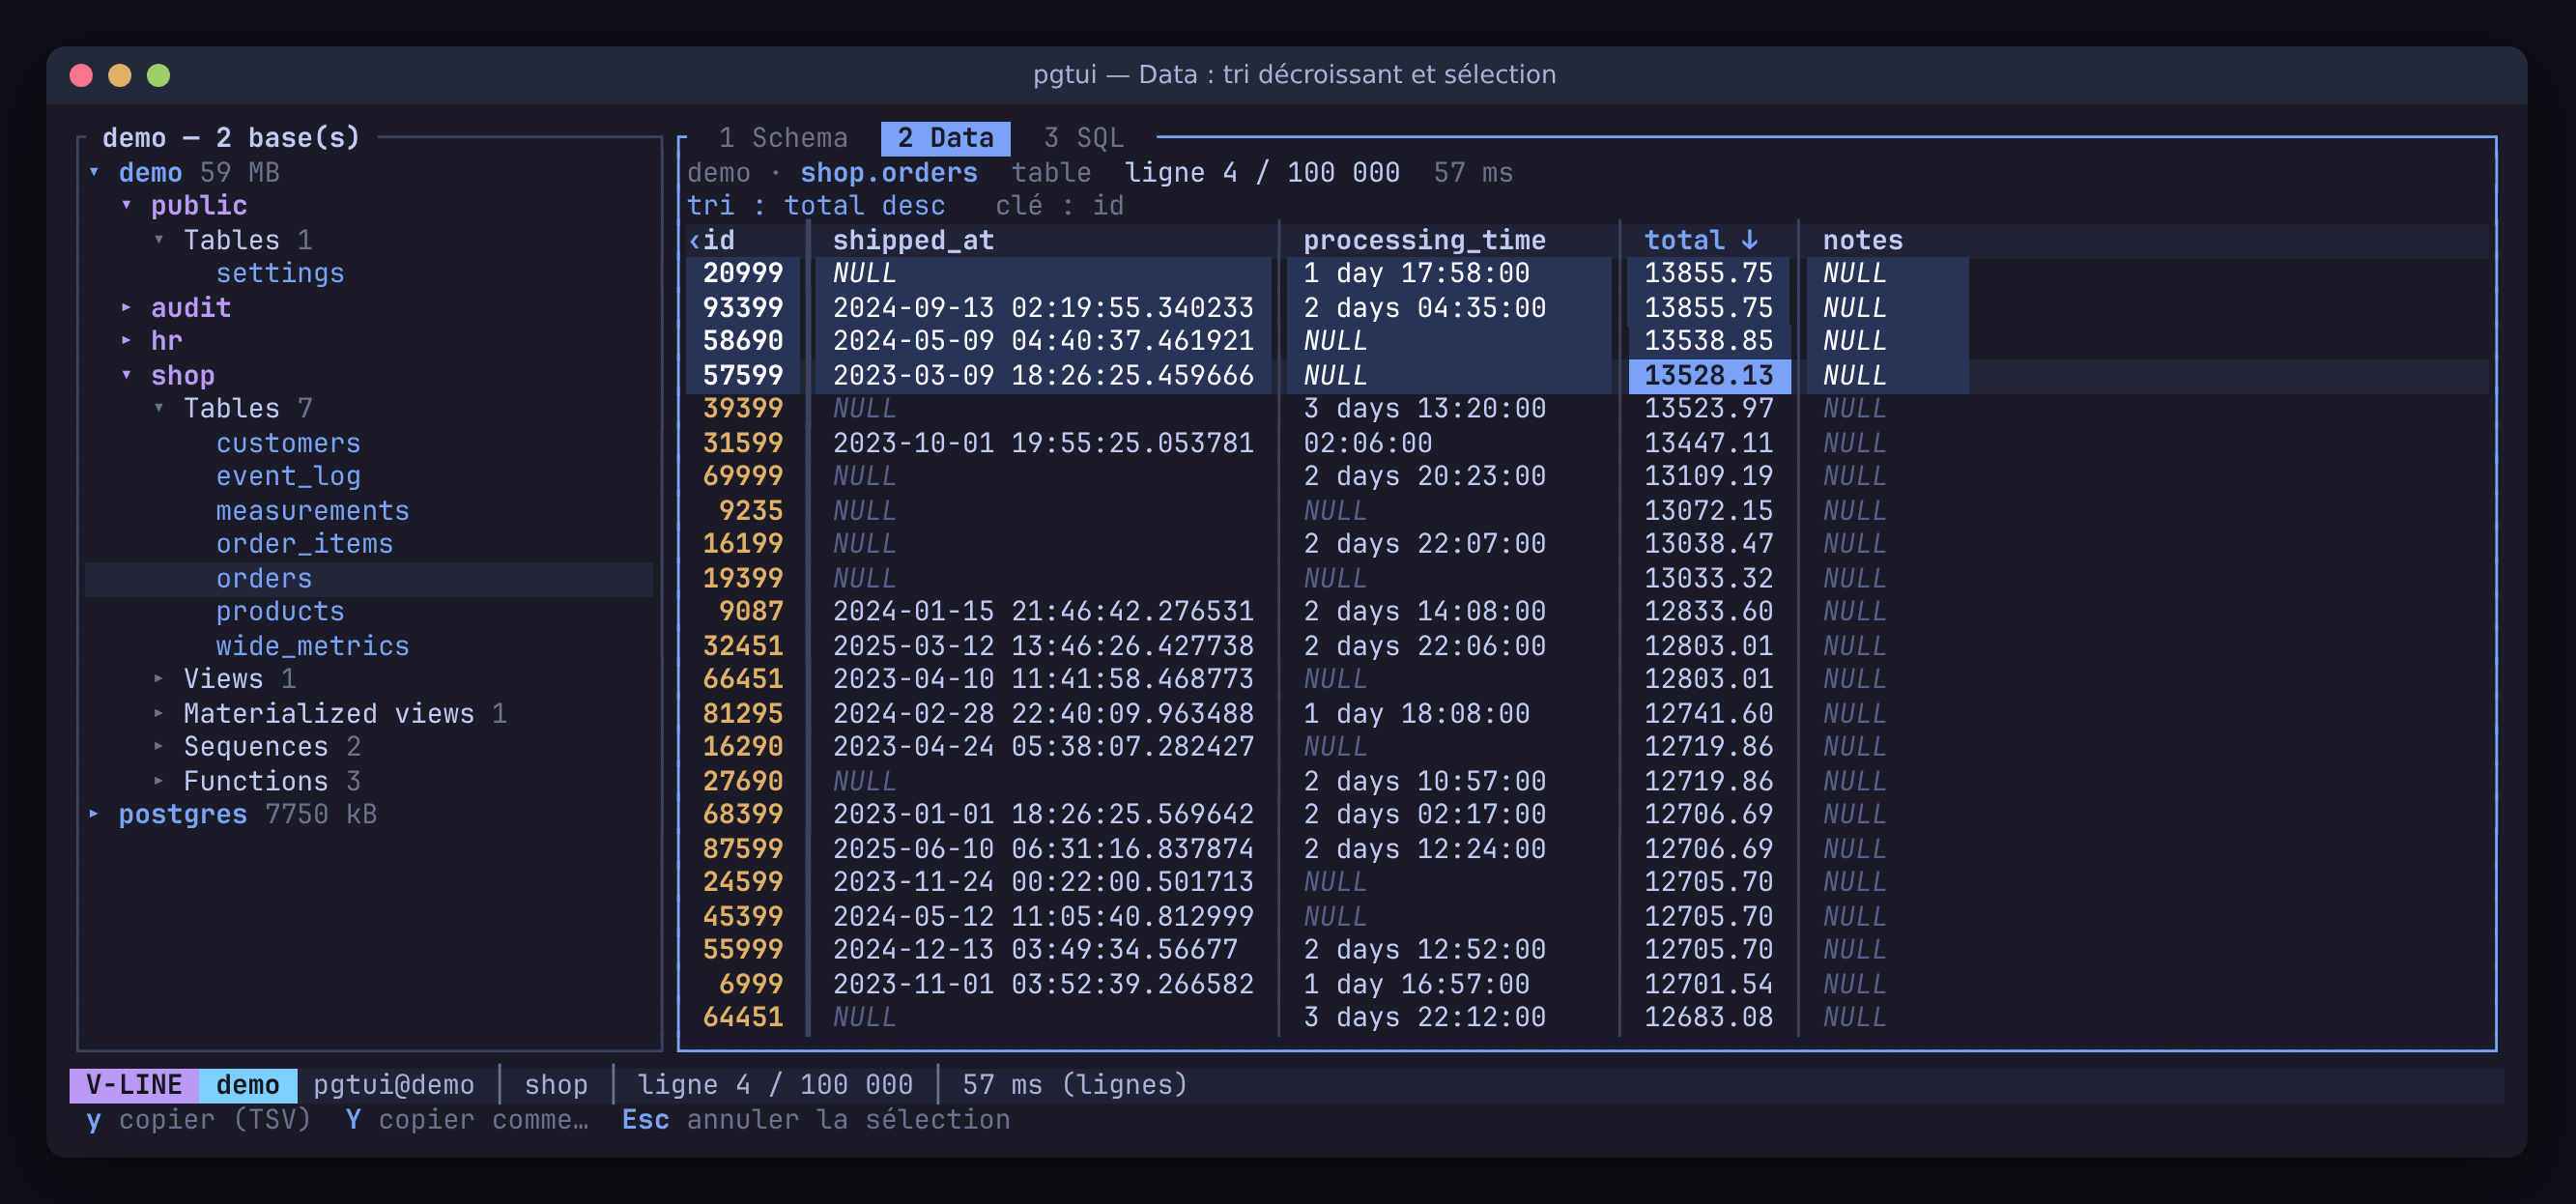 pgtui — Data : tri décroissant et sélection
demo — 2 base(s)
▾ demo 59 MB
▾ public
▾ Tables 1
settings
▸ audit
▸ hr
▾ shop
▾ Tables 7
customers
event_log
measurements
order_items
orders
products
wide_metrics
▸ Views 1
▸ Materialized views 1
▸ Sequences 2
▸ Functions 3
▸ postgres 7750 kB
1 Schema 2 Data 3 SQL
demo · shop.orders table ligne 4 / 100 000 57 ms
tri : total desc clé : id
‹id shipped_at processing_time total ↓ notes
20999 NULL 1 day 17:58:00 13855.75 NULL
93399 2024-09-13 02:19:55.340233 2 days 04:35:00 13855.75 NULL
58690 2024-05-09 04:40:37.461921 NULL 13538.85 NULL
57599 2023-03-09 18:26:25.459666 NULL 13528.13 NULL
39399 NULL 3 days 13:20:00 13523.97 NULL
31599 2023-10-01 19:55:25.053781 02:06:00 13447.11 NULL
69999 NULL 2 days 20:23:00 13109.19 NULL
9235 NULL NULL 13072.15 NULL
16199 NULL 2 days 22:07:00 13038.47 NULL
19399 NULL NULL 13033.32 NULL
9087 2024-01-15 21:46:42.276531 2 days 14:08:00 12833.60 NULL
32451 2025-03-12 13:46:26.427738 2 days 22:06:00 12803.01 NULL
66451 2023-04-10 11:41:58.468773 NULL 12803.01 NULL
81295 2024-02-28 22:40:09.963488 1 day 18:08:00 12741.60 NULL
16290 2023-04-24 05:38:07.282427 NULL 12719.86 NULL
27690 NULL 2 days 10:57:00 12719.86 NULL
68399 2023-01-01 18:26:25.569642 2 days 02:17:00 12706.69 NULL
87599 2025-06-10 06:31:16.837874 2 days 12:24:00 12706.69 NULL
24599 2023-11-24 00:22:00.501713 NULL 12705.70 NULL
45399 2024-05-12 11:05:40.812999 NULL 12705.70 NULL
55999 2024-12-13 03:49:34.56677 2 days 12:52:00 12705.70 NULL
6999 2023-11-01 03:52:39.266582 1 day 16:57:00 12701.54 NULL
64451 NULL 3 days 22:12:00 12683.08 NULL
V-LINE demo pgtui@demo │ shop │ ligne 4 / 100 000 │ 57 ms (lignes)
y copier (TSV) Y copier comme… Esc annuler la sélection